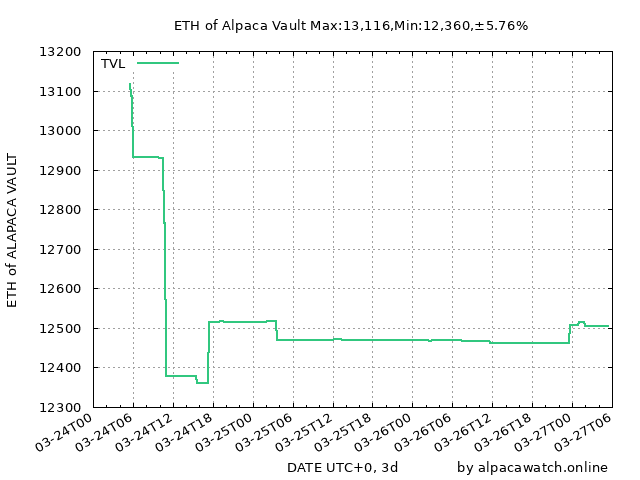 ETH of Alpaca Vault Max:13,116,Min:12,360,±5.76%
TVL
ETH of ALAPACA VAULT
13200
13100
13000
12900
12800
12700
12600
12500
12400
12300
03-24T00
03-24T06
03-24T12
03-24T18
03-25T00
03-25T06
03-25T12
03-25T18
03-26T00
03-26T06
03-26T12
03-26T18
03-27T00
03-27T06
DATE UTC+0, 3d
by alpacawatch.online